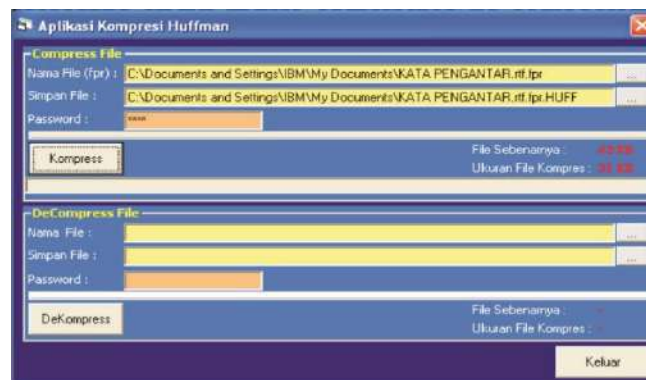 Aplikasi Kompresi Huffman
Compress File
Nama File (fpr) : C:\Documents and Settings\IBM\My Documents\KATA PENGANTAR.rtf.fpr ...
Simpan File : C:\Documents and Settings\IBM\My Documents\KATA PENGANTAR.rtf.fpr.HUFF ...
Password : ****
Kompress
File Sebenarnya :
Ukuran File Kompres :
DeCompress File
Nama File : ...
Simpan File : ...
Password :
DeKompress
File Sebenarnya : -
Ukuran File Kompres : -
Keluar